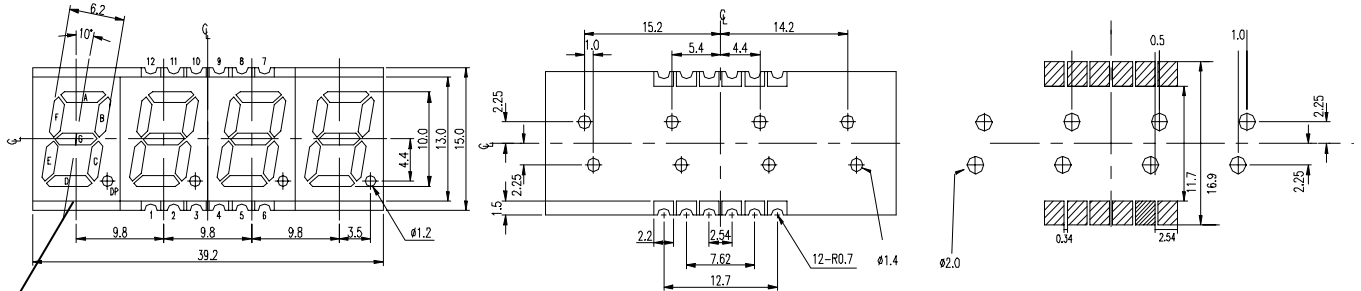 6.2
10°
℄
12 11 10 9 8 7
A
F B
G
E C
D
DP
℄
1 2 3 4 5 6
4.4
10.0
13.0
15.0
9.8 9.8 9.8 3.5
ø1.2
39.2
℄
15.2 14.2
1.0
5.4 4.4
2.25
℄
2.25
1.5
2.2 2.54
7.62
12.7
12-R0.7
ø1.4
0.5
1.0
2.25
2.25
11.7
16.9
ø2.0
0.34
2.54